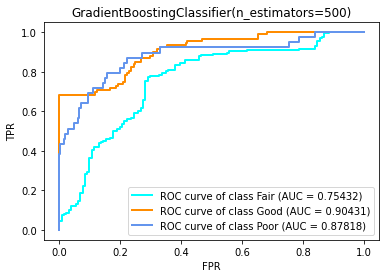 GradientBoostingClassifier(n_estimators=500)
1.0
0.8
0.6
0.4
0.2
0.0
TPR
ROC curve of class Fair (AUC = 0.75432)
ROC curve of class Good (AUC = 0.90431)
ROC curve of class Poor (AUC = 0.87818)
0.0 0.2 0.4 0.6 0.8 1.0
FPR